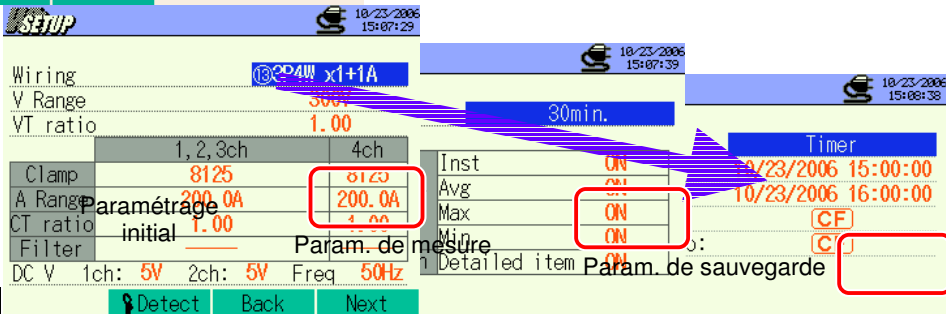 SETUP
10/23/2006
15:07:29
Wiring ⑬3P4W x1+1A
V Range
VT ratio 1.00
1,2,3ch 4ch
Clamp 8125 8125
A Range 200.0A 200.0A
CT ratio 1.00 1.00
Filter
DC V 1ch: 5V 2ch: 5V Freq 50Hz
Detect Back Next
Paramétrage
initial
10/23/2006
15:07:39
30min.
Inst ON
Avg ON
Max ON
Min ON
Detailed item ON
Param. de mesure
10/23/2006
15:08:38
Timer
10/23/2006 15:00:00
10/23/2006 16:00:00
CF
o:
Param. de sauvegarde